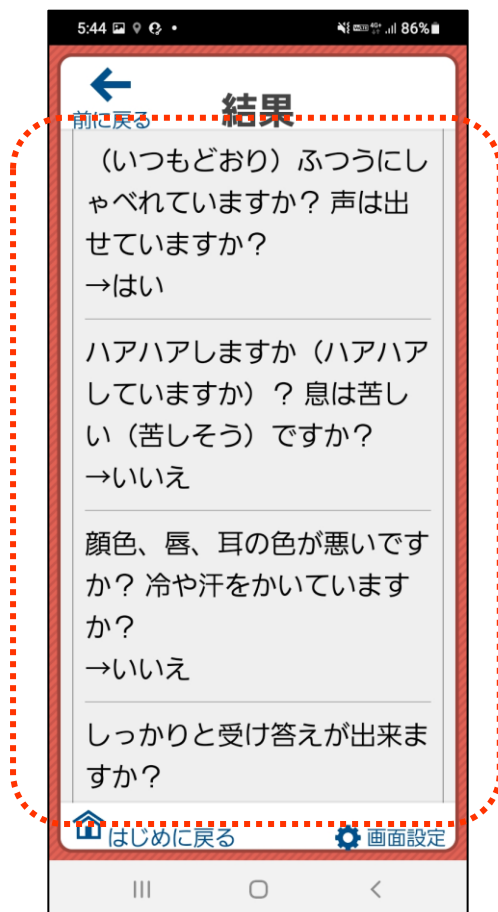 5:44
86%
前に戻る
結果
（いつもどおり）ふつうにし
ゃべれていますか？ 声は出
せていますか？
→はい
ハアハアしますか（ハアハア
していますか）？ 息は苦し
い（苦しそう）ですか？
→いいえ
顔色、唇、耳の色が悪いです
か？ 冷や汗をかいています
か？
→いいえ
しっかりと受け答えが出来ま
すか？
はじめに戻る
画面設定